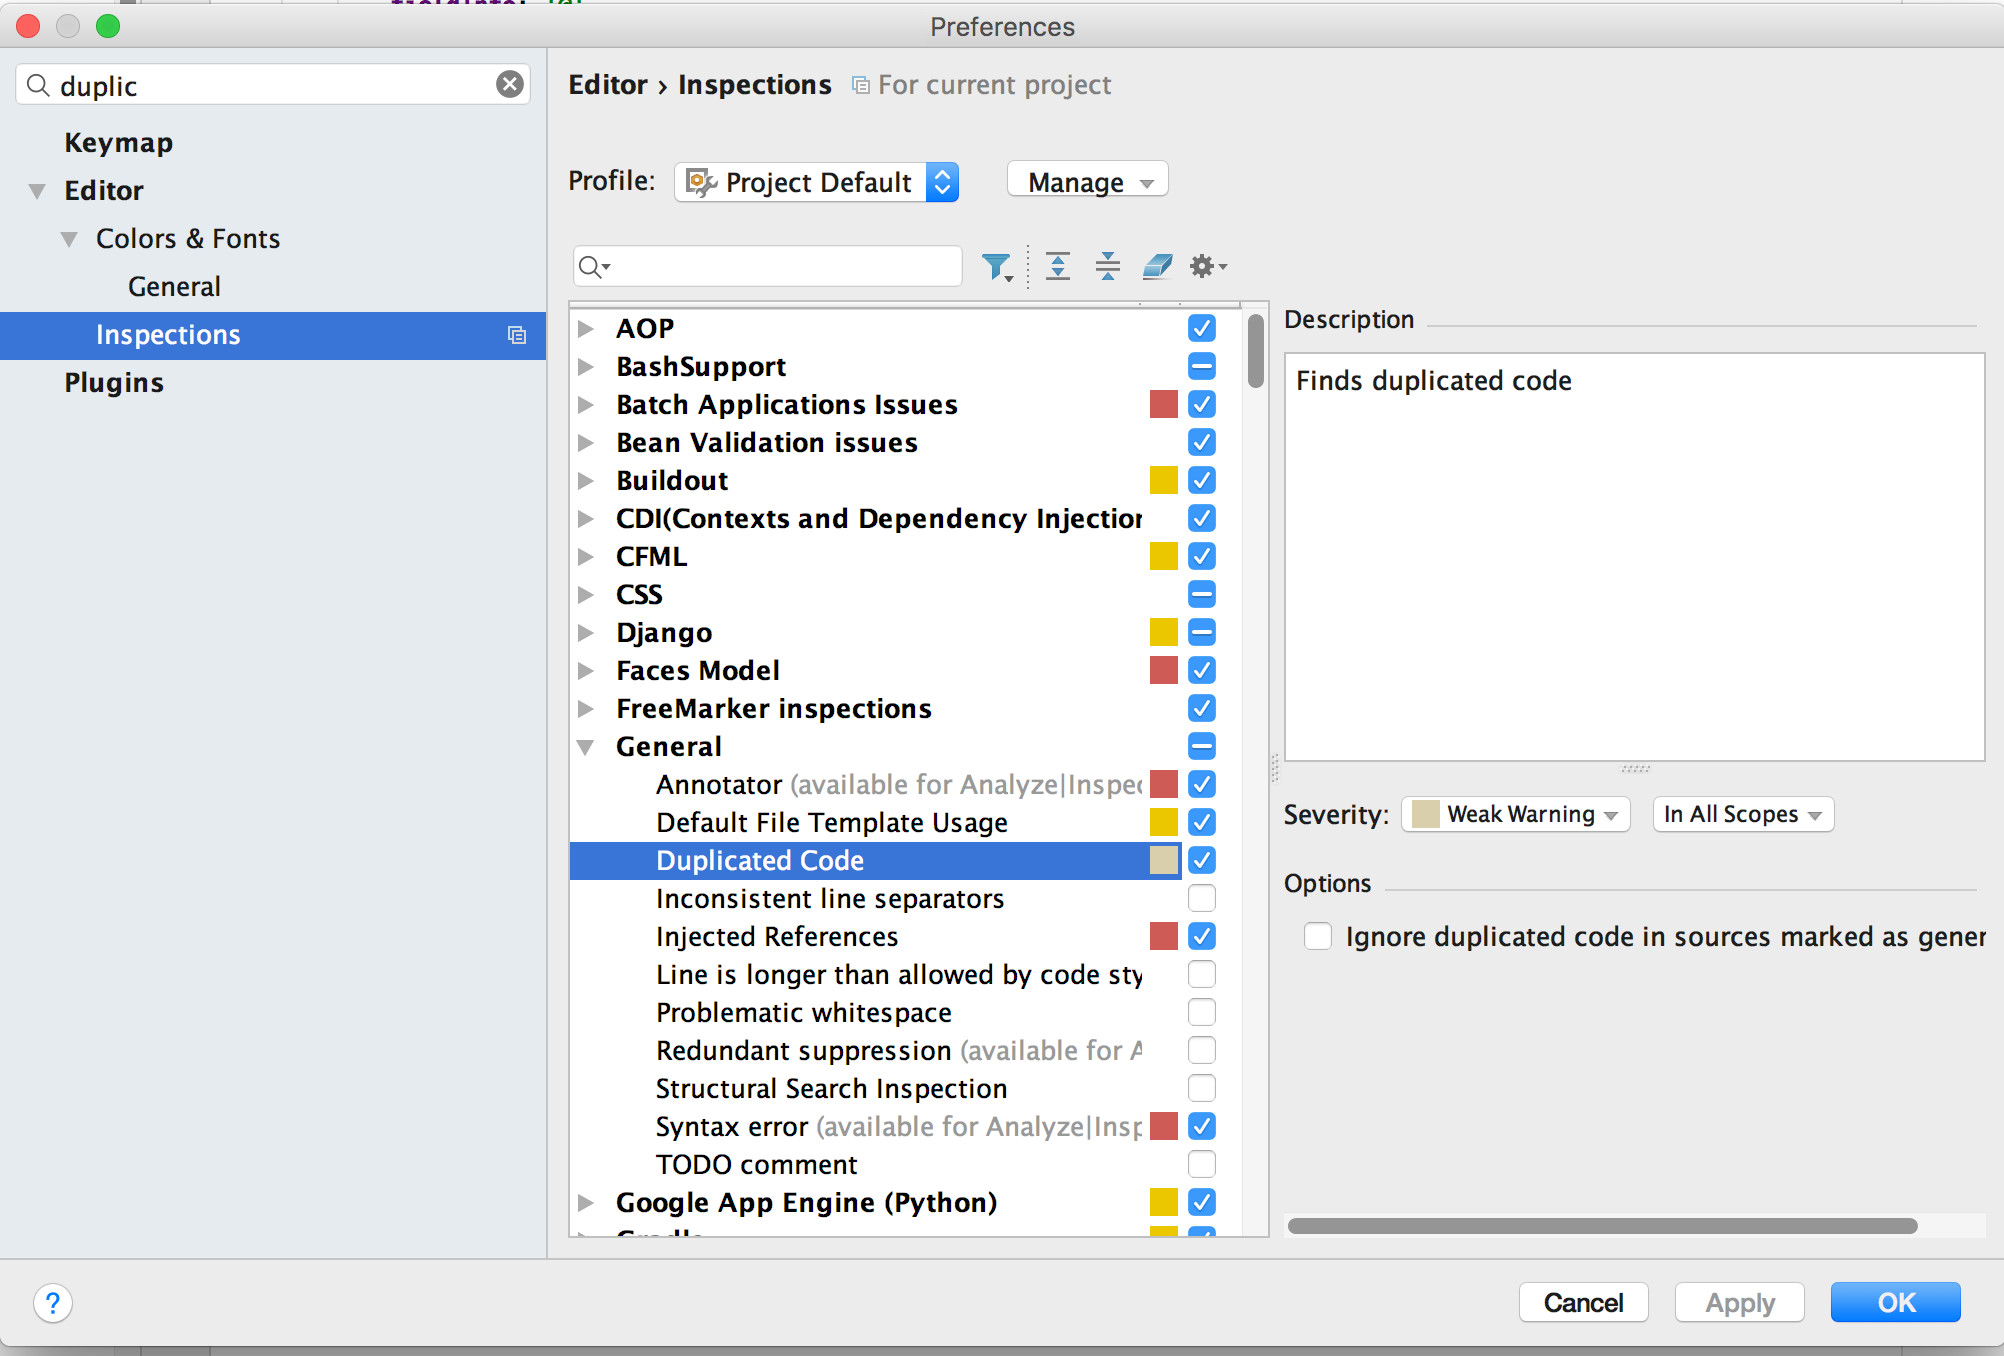 Preferences
duplic
Keymap
Editor
Colors & Fonts
General
Inspections
Plugins
Editor › Inspections For current project
Profile: Project Default Manage
AOP
BashSupport
Batch Applications Issues
Bean Validation issues
Buildout
CDI(Contexts and Dependency Injection
CFML
CSS
Django
Faces Model
FreeMarker inspections
General
Annotator (available for Analyze|Inspec
Default File Template Usage
Duplicated Code
Inconsistent line separators
Injected References
Line is longer than allowed by code sty
Problematic whitespace
Redundant suppression (available for A
Structural Search Inspection
Syntax error (available for Analyze|Insp
TODO comment
Google App Engine (Python)
Gradle
Description
Finds duplicated code
Severity: Weak Warning In All Scopes
Options
Ignore duplicated code in sources marked as gener
?
Cancel
Apply
OK